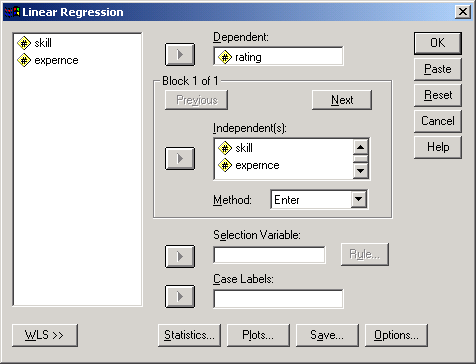 Linear Regression
skill
expernce
Dependent:
rating
Block 1 of 1
Previous
Next
Independent(s):
skill
expernce
Method:
Enter
Selection Variable:
Rule...
Case Labels:
OK
Paste
Reset
Cancel
Help
WLS >>
Statistics...
Plots...
Save...
Options...